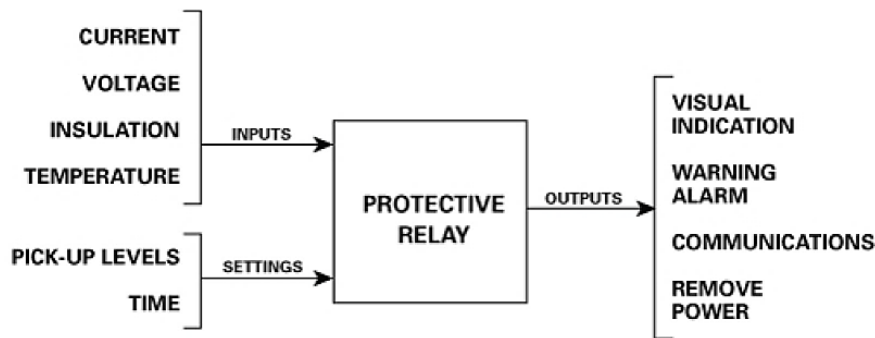 CURRENT
VOLTAGE
INSULATION
TEMPERATURE
INPUTS
PICK-UP LEVELS
TIME
SETTINGS
PROTECTIVE
RELAY
OUTPUTS
VISUAL
INDICATION
WARNING
ALARM
COMMUNICATIONS
REMOVE
POWER